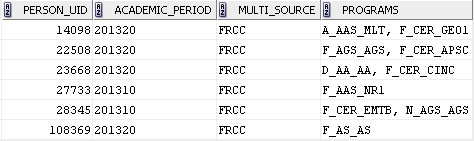 PERSON_UID ACADEMIC_PERIOD MULTI_SOURCE PROGRAMS
14098 201320 FRCC A_AAS_MLT, F_CER_GEO1
22508 201320 FRCC F_AGS_AGS, F_CER_APSC
23668 201320 FRCC D_AA_AA, F_CER_CINC
27733 201310 FRCC F_AAS_NR1
28345 201310 FRCC F_CER_EMTB, N_AGS_AGS
108369 201320 FRCC F_AS_AS